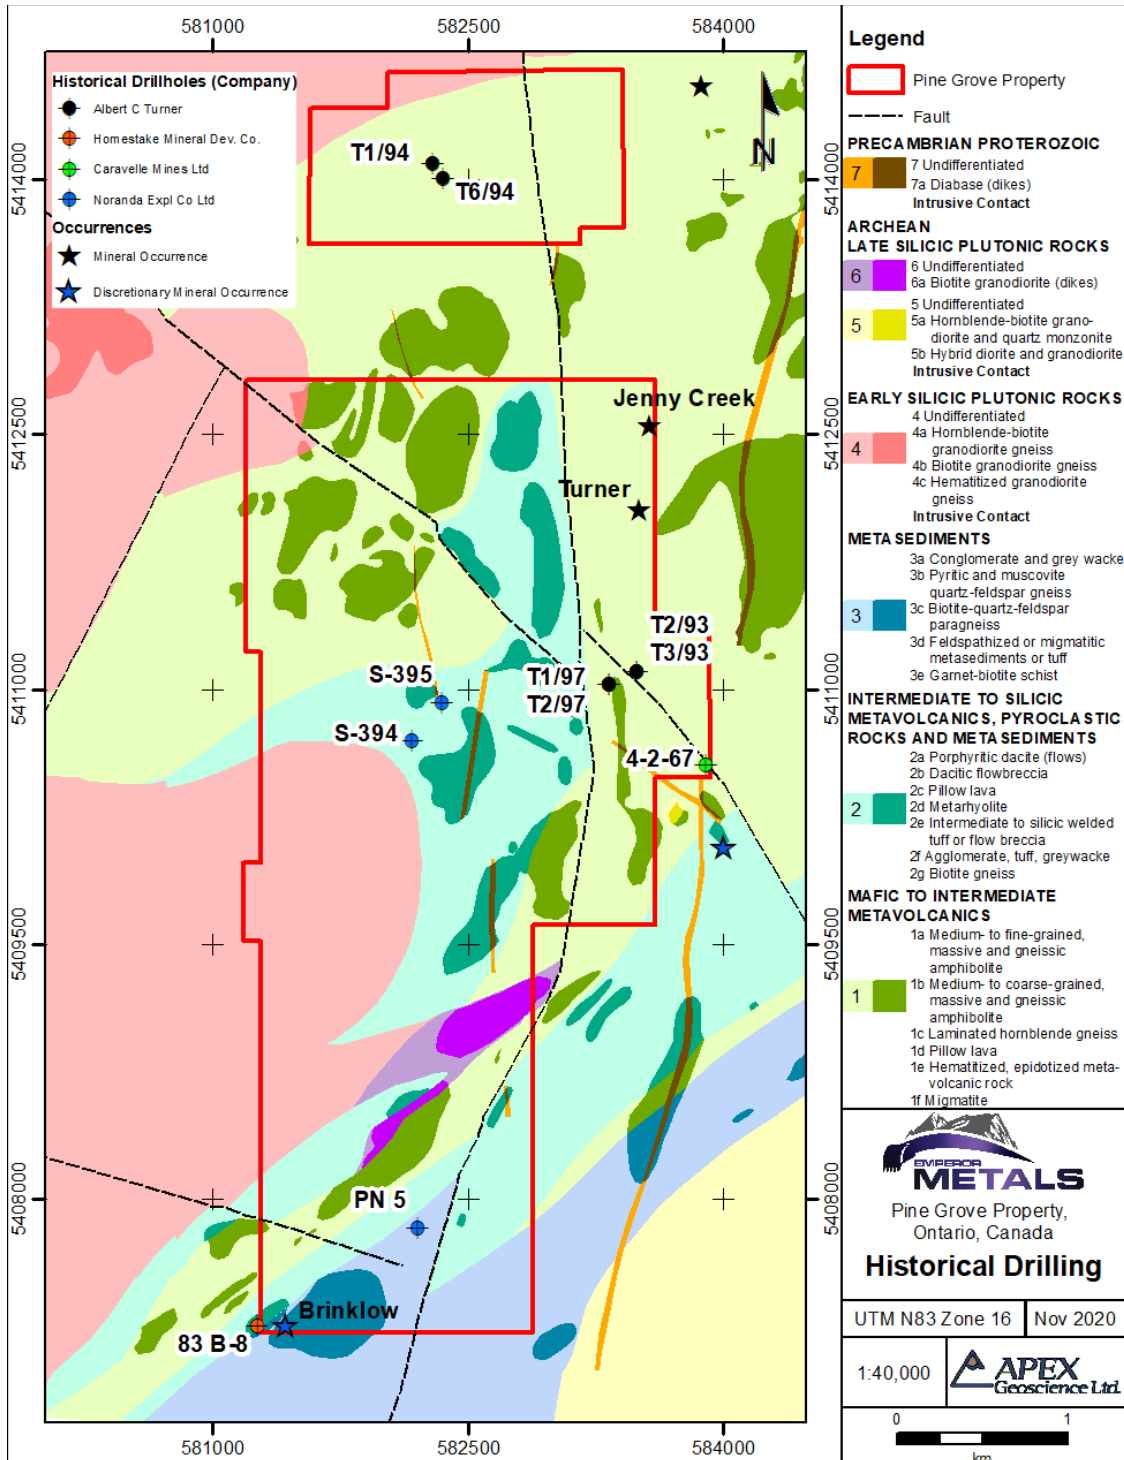 581000
582500
584000
Historical Drillholes (Company)
Albert C Turner
Homestake Mineral Dev. Co.
Caravelle Mines Ltd
Noranda Expl Co Ltd
Occurrences
Mineral Occurrence
Discretionary Mineral Occurrence
N
5414000
5412500
5411000
5409500
5408000
5414000
5412500
5411000
5409500
5408000
T1/94
T6/94
Jenny Creek
Turner
T2/93
T3/93
T1/97
T2/97
S-395
S-394
4-2-67
PN 5
Brinklow
83 B-8
581000
582500
584000
Legend
Pine Grove Property
Fault
PRECAMBRIAN PROTEROZOIC
7
7 Undifferentiated
7a Diabase (dikes)
Intrusive Contact
ARCHEAN
LATE SILICIC PLUTONIC ROCKS
6
6 Undifferentiated
6a Biotite granodiorite (dikes)
5
5 Undifferentiated
5a Hornblende-biotite grano-
diorite and quartz monzonite
5b Hybrid diorite and granodiorite
Intrusive Contact
EARLY SILICIC PLUTONIC ROCKS
4
4 Undifferentiated
4a Hornblende-biotite
granodiorite gneiss
4b Biotite granodiorite gneiss
4c Hematitized granodiorite
gneiss
Intrusive Contact
METASEDIMENTS
3
3a Conglomerate and grey wacke
3b Pyritic and muscovite
quartz-feldspar gneiss
3c Biotite-quartz-feldspar
paragneiss
3d Feldspathized or migmatitic
metasediments or tuff
3e Garnet-biotite schist
INTERMEDIATE TO SILICIC
METAVOLCANICS, PYROCLASTIC
ROCKS AND METASEDIMENTS
2
2a Porphyritic dacite (flows)
2b Dacitic flowbreccia
2c Pillow lava
2d Metarhyolite
2e Intermediate to silicic welded
tuff or flow breccia
2f Agglomerate, tuff, greywacke
2g Biotite gneiss
MAFIC TO INTERMEDIATE
METAVOLCANICS
1
1a Medium- to fine-grained,
massive and gneissic
amphibolite
1b Medium- to coarse-grained,
massive and gneissic
amphibolite
1c Laminated hornblende gneiss
1d Pillow lava
1e Hematitized, epidotized meta-
volcanic rock
1f Migmatite
EMPEROR
METALS
Pine Grove Property,
Ontario, Canada
Historical Drilling
UTM N83 Zone 16
Nov 2020
1:40,000
APEX
Geoscience Ltd.
0
1
km